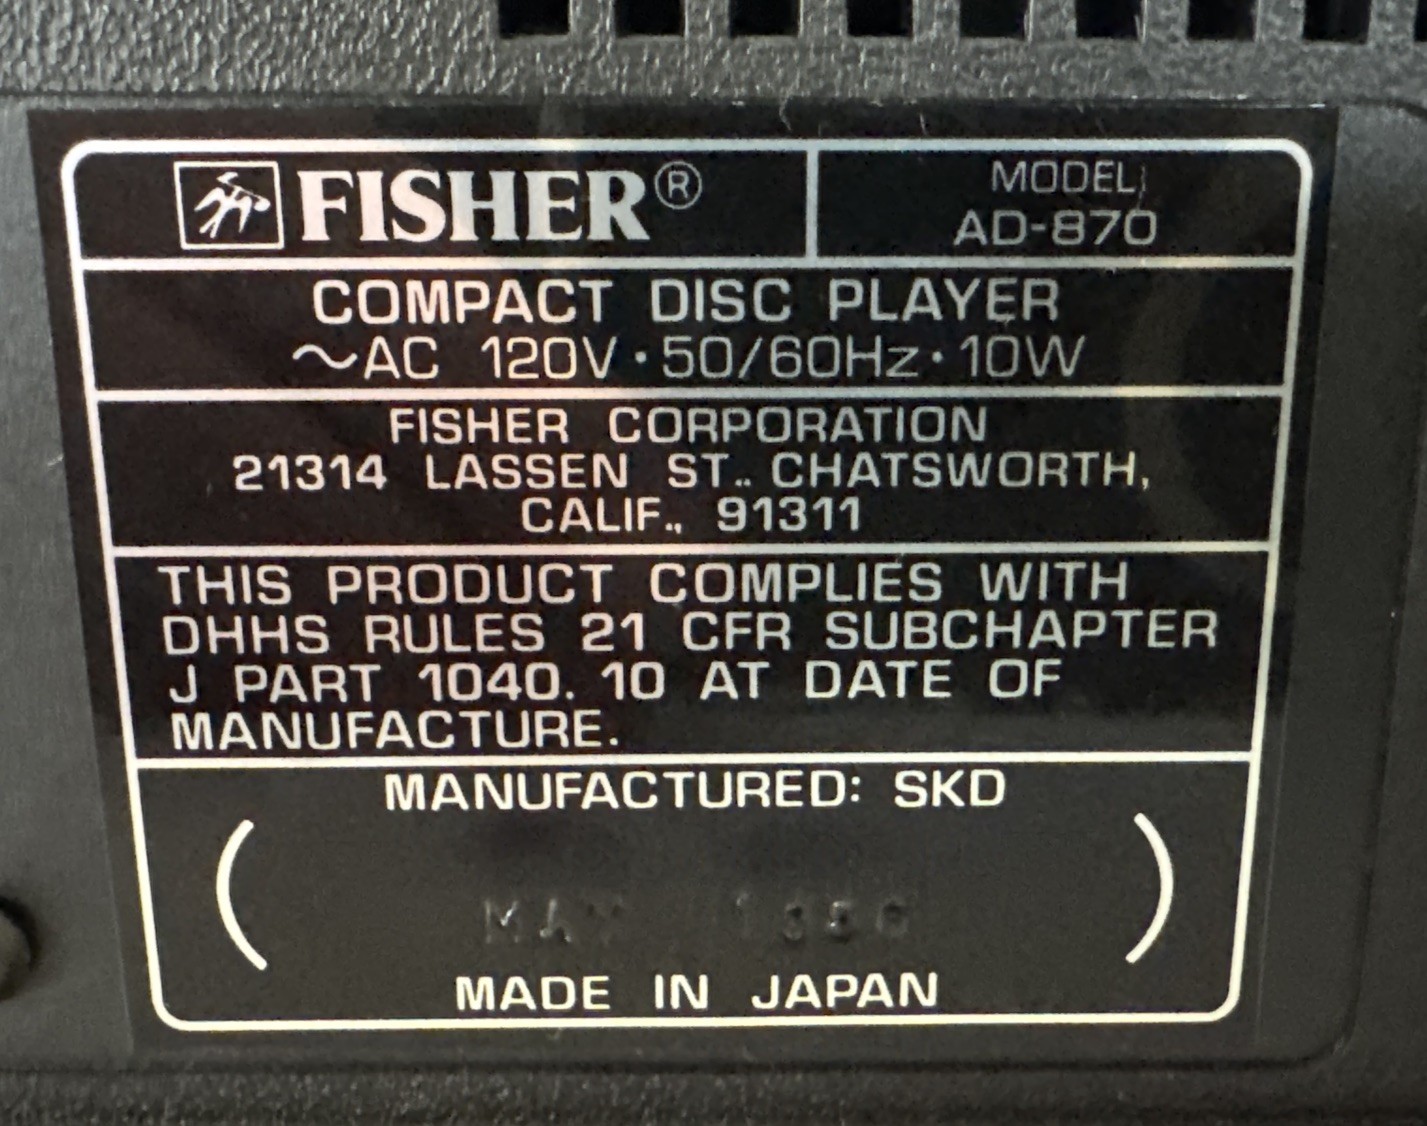 FISHER®
MODEL
AD-870
COMPACT DISC PLAYER
~AC 120V·50/60Hz·10W
FISHER CORPORATION
21314 LASSEN ST., CHATSWORTH,
CALIF., 91311
THIS PRODUCT COMPLIES WITH
DHHS RULES 21 CFR SUBCHAPTER
J PART 1040.10 AT DATE OF
MANUFACTURE.
MANUFACTURED: SKD
( MAY 1986 )
MADE IN JAPAN